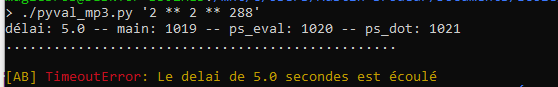 > ./pyval_mp3.py '2 ** 2 ** 288'
délai: 5.0 -- main: 1019 -- ps_eval: 1020 -- ps_dot: 1021
..................................................
[AB] TimeoutError: Le delai de 5.0 secondes est écoulé